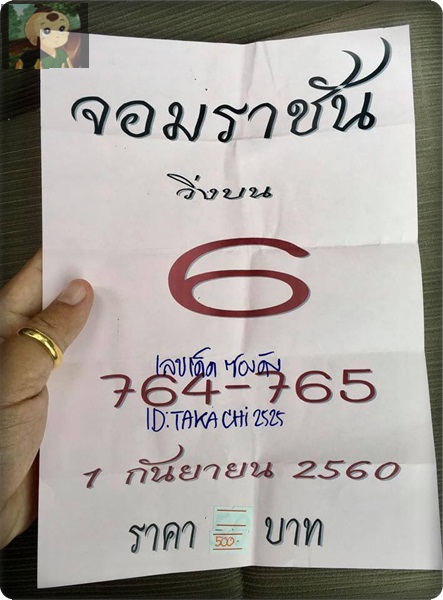 จอมราชัน
วิ่งบน
6
เลขเด็ด ซองดัง
764-765
ID:TAKA CHi 2525
1 กันยายน 2560
ราคา 500 บาท